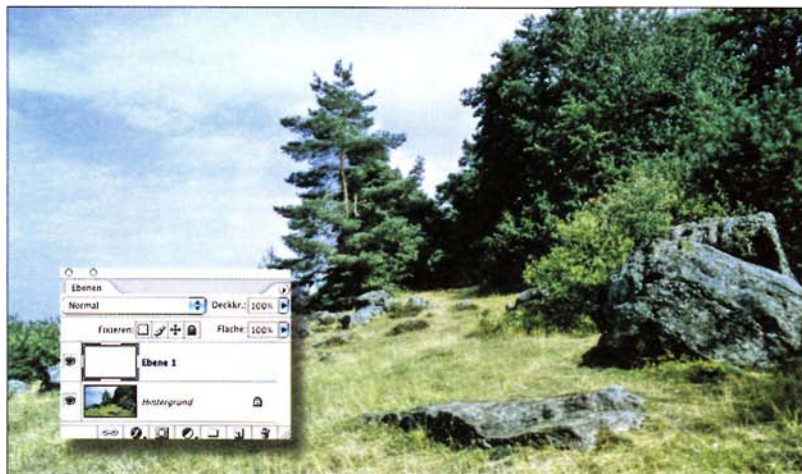 Ebenen
Normal Deckkr.: 100%
Fixieren: Fläche: 100%
Ebene 1
Hintergrund